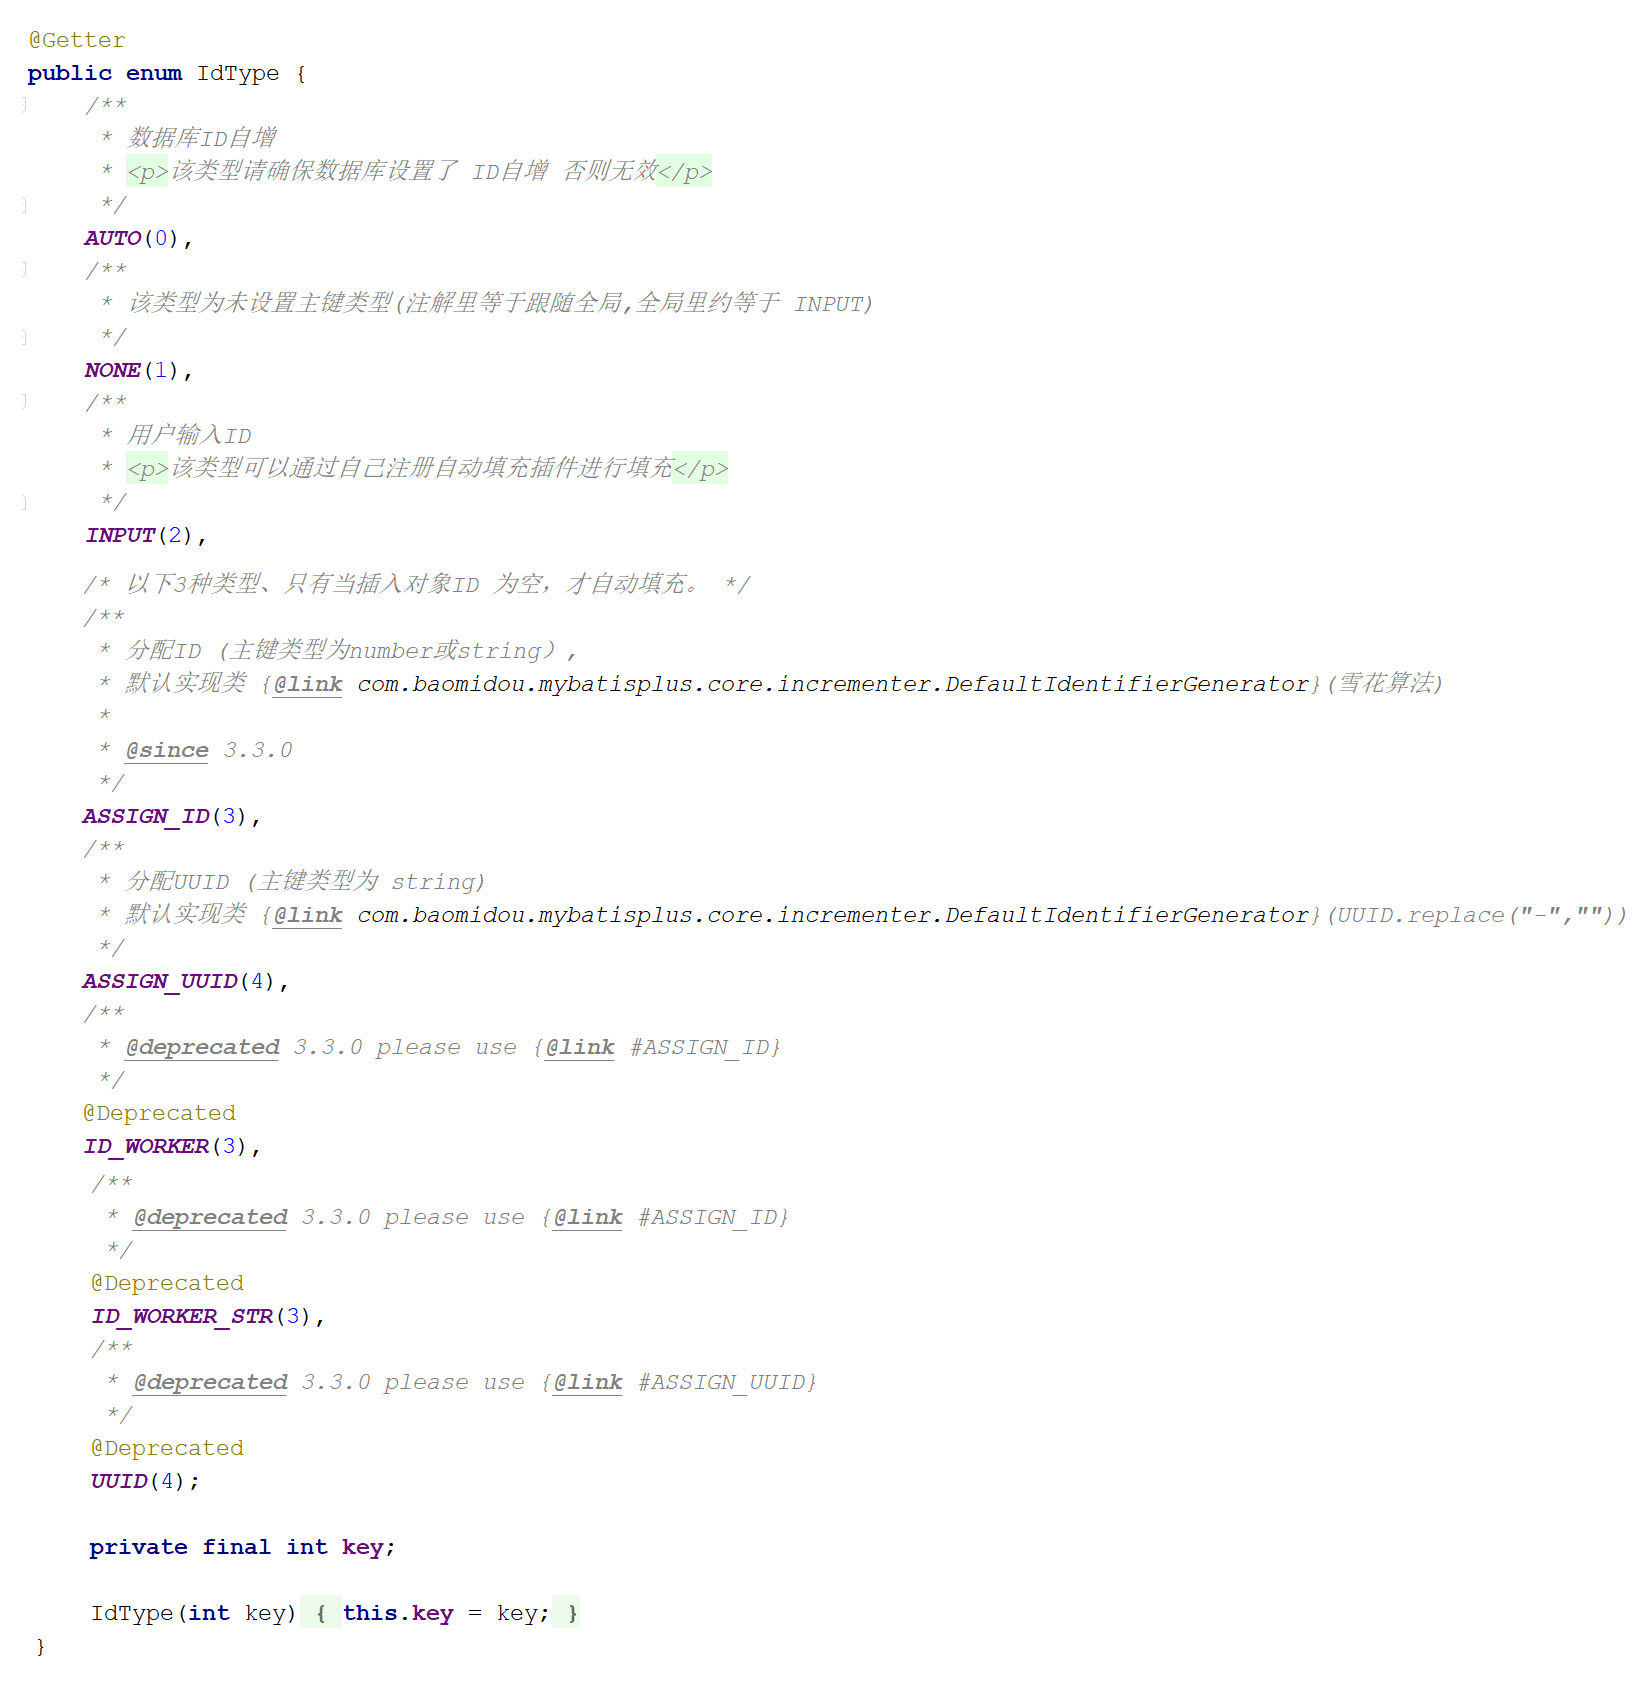 @Getter
public enum IdType {
/**
* 数据库ID自增
* <p>该类型请确保数据库设置了 ID自增 否则无效</p>
*/
AUTO(0),
/**
* 该类型为未设置主键类型(注解里等于跟随全局,全局里约等于 INPUT)
*/
NONE(1),
/**
* 用户输入ID
* <p>该类型可以通过自己注册自动填充插件进行填充</p>
*/
INPUT(2),
/* 以下3种类型、只有当插入对象ID 为空，才自动填充。 */
/**
* 分配ID (主键类型为number或string）,
* 默认实现类 {@link com.baomidou.mybatisplus.core.incrementer.DefaultIdentifierGenerator}(雪花算法)
*
* @since 3.3.0
*/
ASSIGN_ID(3),
/**
* 分配UUID (主键类型为 string)
* 默认实现类 {@link com.baomidou.mybatisplus.core.incrementer.DefaultIdentifierGenerator}(UUID.replace("-",""))
*/
ASSIGN_UUID(4),
/**
* @deprecated 3.3.0 please use {@link #ASSIGN_ID}
*/
@Deprecated
ID_WORKER(3),
/**
* @deprecated 3.3.0 please use {@link #ASSIGN_ID}
*/
@Deprecated
ID_WORKER_STR(3),
/**
* @deprecated 3.3.0 please use {@link #ASSIGN_UUID}
*/
@Deprecated
UUID(4);
private final int key;
IdType(int key) { this.key = key; }
}